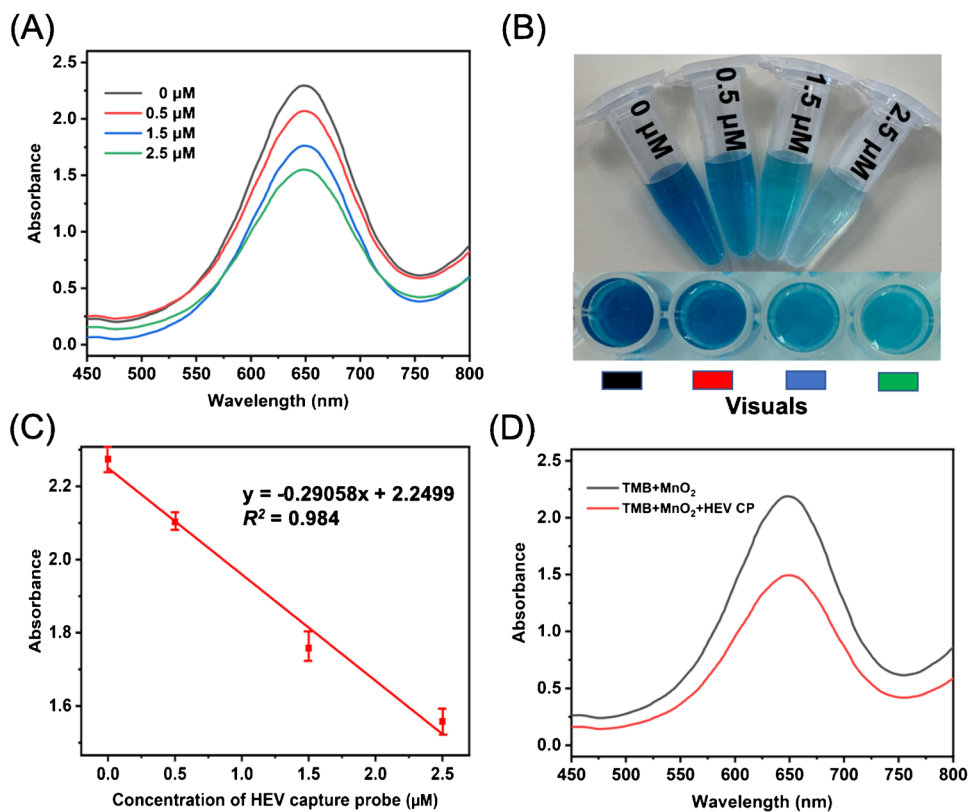 (A)
2.5
2.0
1.5
1.0
0.5
0.0
Absorbance
0 µM
0.5 µM
1.5 µM
2.5 µM
450 500 550 600 650 700 750 800
Wavelength (nm)
(B)
0 µM
0.5 µM
1.5 µM
2.5 µM
Visuals
(C)
2.2
2.0
1.8
1.6
Absorbance
y = -0.29058x + 2.2499
R² = 0.984
0.0 0.5 1.0 1.5 2.0 2.5
Concentration of HEV capture probe (µM)
(D)
2.5
2.0
1.5
1.0
0.5
0.0
Absorbance
TMB+MnO₂
TMB+MnO₂+HEV CP
450 500 550 600 650 700 750 800
Wavelength (nm)